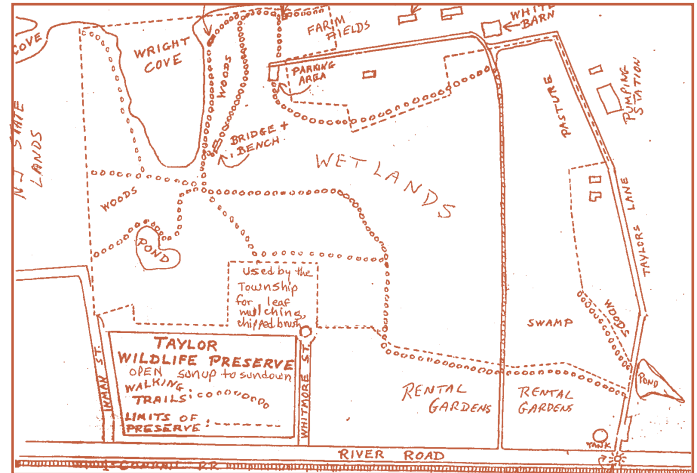 COVE
WRIGHT
COVE
FARM
FIELDS
WHITE
BARN
WOODS
PARKING
AREA
PASTURE
PUMPING
STATION
N.J. STATE
LANDS
BRIDGE +
BENCH
WETLANDS
WOODS
POND
TAYLORS LANE
Used by the
Township
for leaf
mulching,
chipped brush
SWAMP
WOODS
TAYLOR
WILDLIFE PRESERVE
OPEN sunup to sundown
WALKING
TRAILS:
LIMITS OF
PRESERVE:
INMAN ST.
WHITMORE ST.
RENTAL
GARDENS
RENTAL
GARDENS
POND
TANK
RIVER ROAD
RR